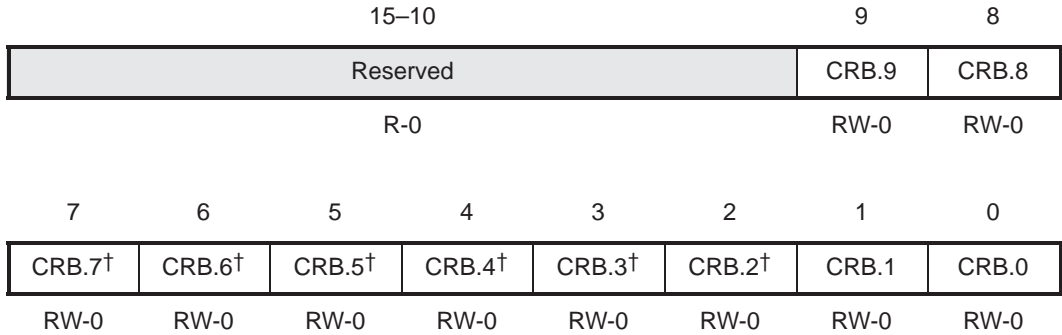 15–10 9 8
Reserved CRB.9 CRB.8
R-0 RW-0 RW-0
7 6 5 4 3 2 1 0
CRB.7† CRB.6† CRB.5† CRB.4† CRB.3† CRB.2† CRB.1 CRB.0
RW-0 RW-0 RW-0 RW-0 RW-0 RW-0 RW-0 RW-0